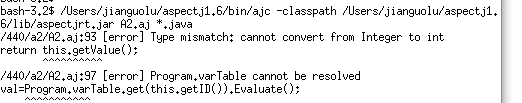 bash-3.2$ /Users/jianguolu/aspectj1.6/bin/ajc -classpath /Users/jianguolu/aspectj1.
6/lib/aspectjrt.jar A2.aj *.java
/440/a2/A2.aj:93 [error] Type mismatch: cannot convert from Integer to int
return this.getValue();
       ^^^^^^^^^^
/440/a2/A2.aj:97 [error] Program.varTable cannot be resolved
val=Program.varTable.get(this.getID()).Evaluate();
    ^^^^^^^^^^^